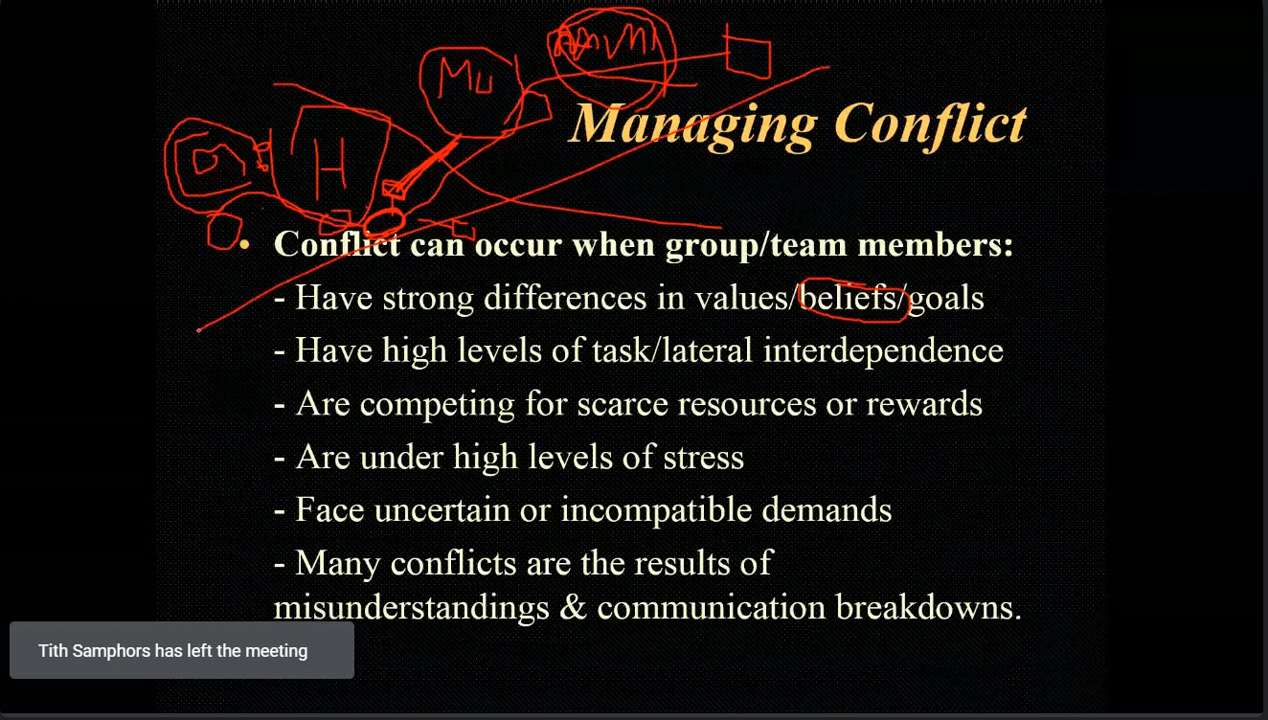 Mu
H
Managing Conflict
• Conflict can occur when group/team members:
- Have strong differences in values/beliefs/goals
- Have high levels of task/lateral interdependence
- Are competing for scarce resources or rewards
- Are under high levels of stress
- Face uncertain or incompatible demands
- Many conflicts are the results of
misunderstandings & communication breakdowns.
Tith Samphors has left the meeting